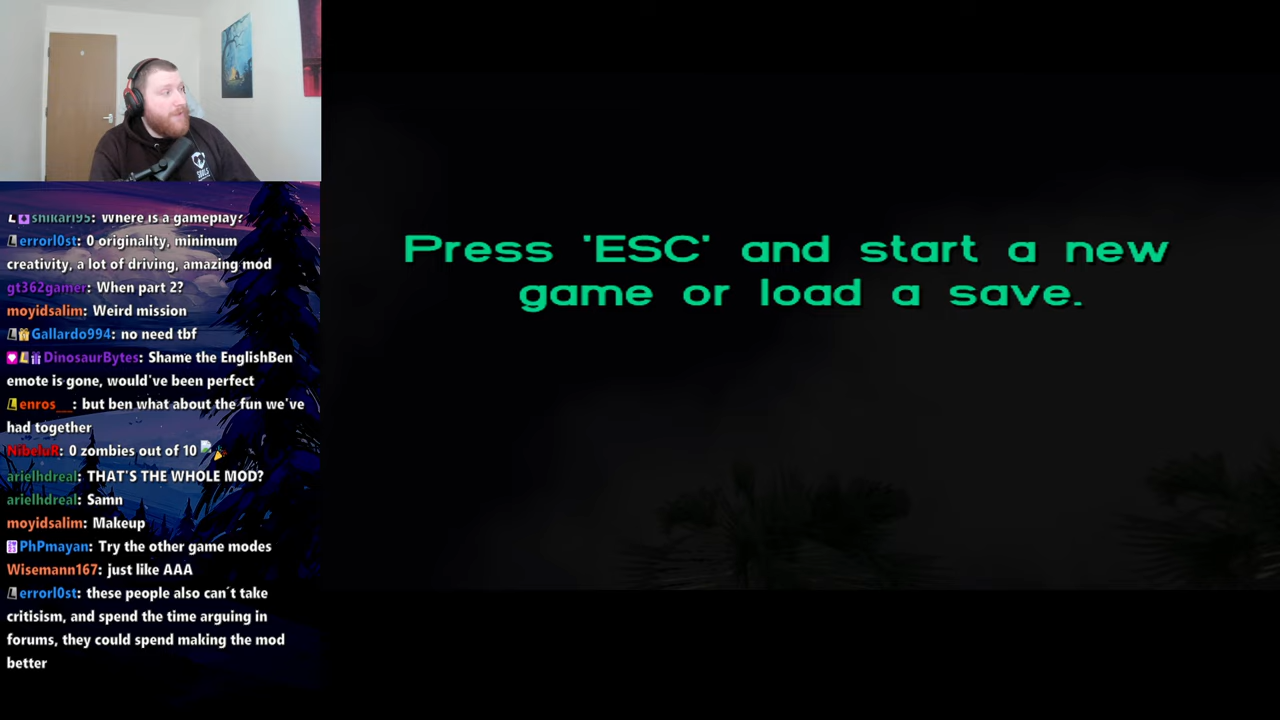 shikari95: Where is a gameplay?
errorl0st: 0 originality, minimum
creativity, a lot of driving, amazing mod
gt362gamer: When part 2?
moyidsalim: Weird mission
Gallardo994: no need tbf
DinosaurBytes: Shame the EnglishBen
emote is gone, would've been perfect
enros___: but ben what about the fun we've
had together
NibeluR: 0 zombies out of 10
arielhdreal: THAT'S THE WHOLE MOD?
arielhdreal: Samn
moyidsalim: Makeup
PhPmayan: Try the other game modes
Wisemann167: just like AAA
errorl0st: these people also can´t take
critisism, and spend the time arguing in
forums, they could spend making the mod
better
Press 'ESC' and start a new
game or load a save.